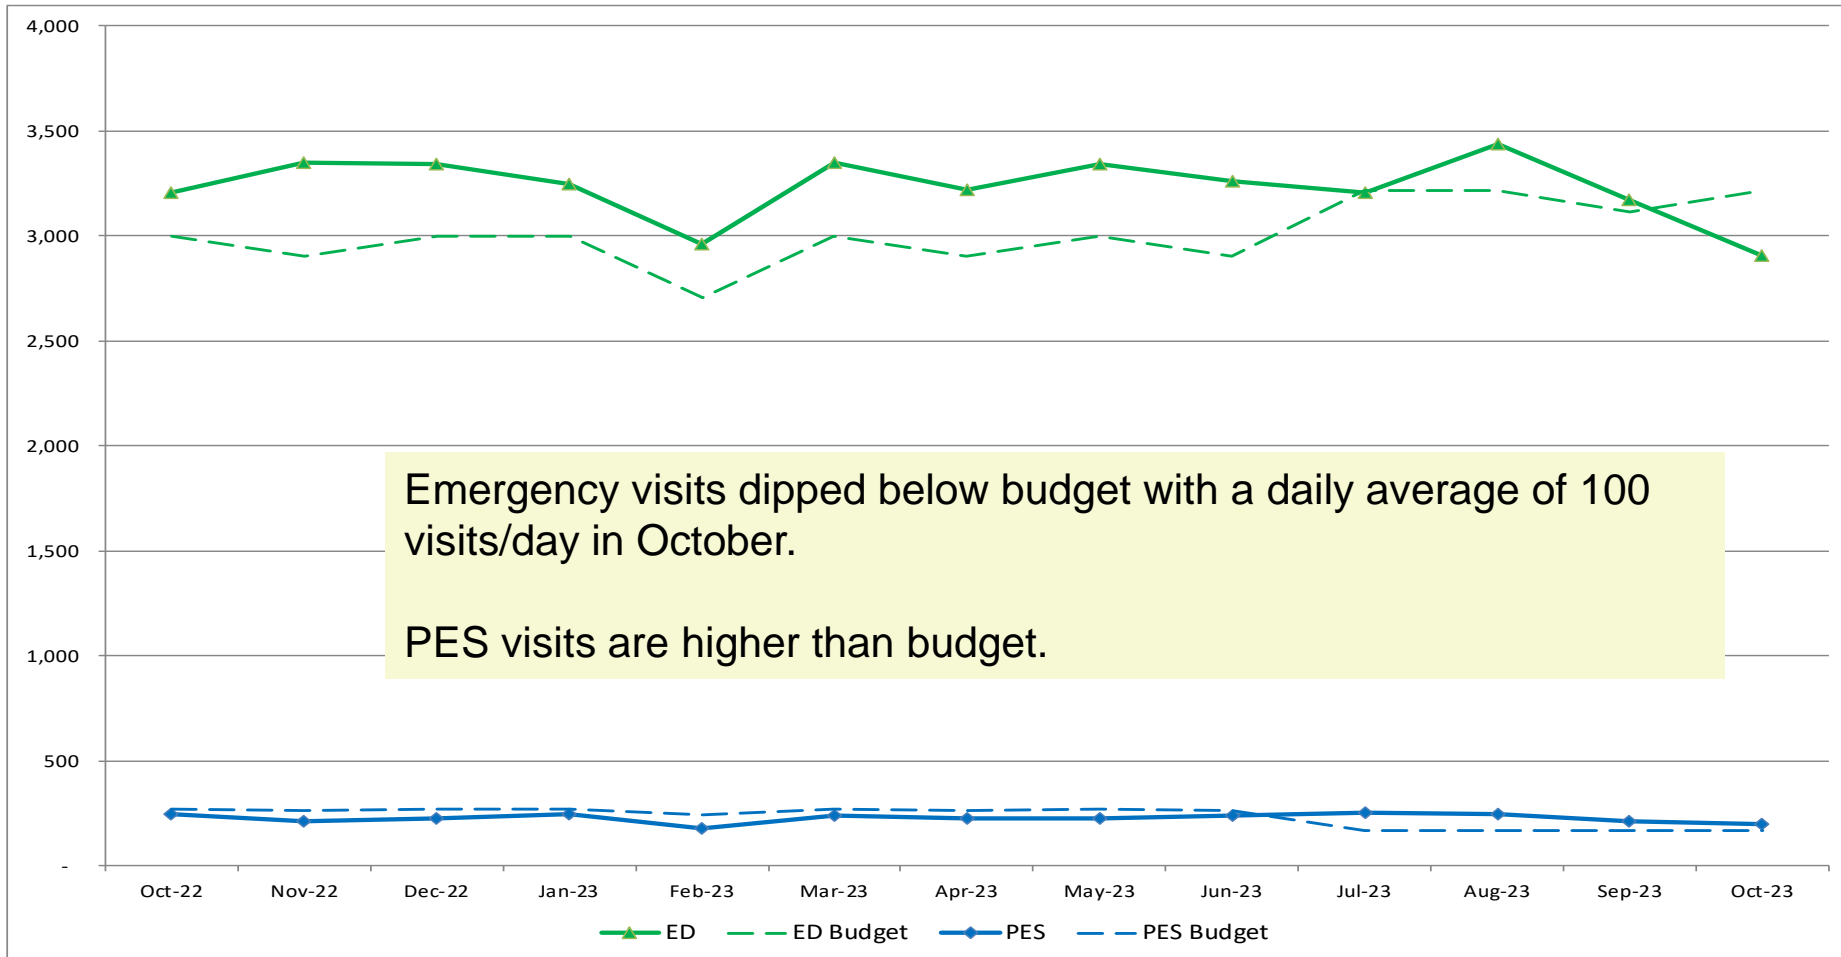 4,000
3,500
3,000
2,500
2,000
1,500
1,000
500
-
Emergency visits dipped below budget with a daily average of 100
visits/day in October.
PES visits are higher than budget.
Oct-22 Nov-22 Dec-22 Jan-23 Feb-23 Mar-23 Apr-23 May-23 Jun-23 Jul-23 Aug-23 Sep-23 Oct-23
ED ED Budget PES PES Budget